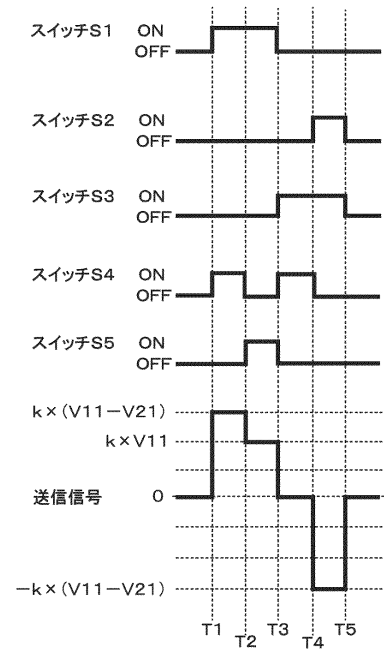 スイッチS1 ON
OFF
スイッチS2 ON
OFF
スイッチS3 ON
OFF
スイッチS4 ON
OFF
スイッチS5 ON
OFF
k×(V11−V21)
k×V11
送信信号 0
−k×(V11−V21)
T1 T2 T3 T4 T5